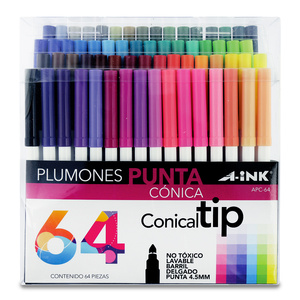 PLUMONES PUNTA
CÓNICA
A-iNK
APC-64
64
Conical tip
NO TÓXICO
LAVABLE
BARRIL
DELGADO
PUNTA 4.5MM
CONTENIDO 64 PIEZAS